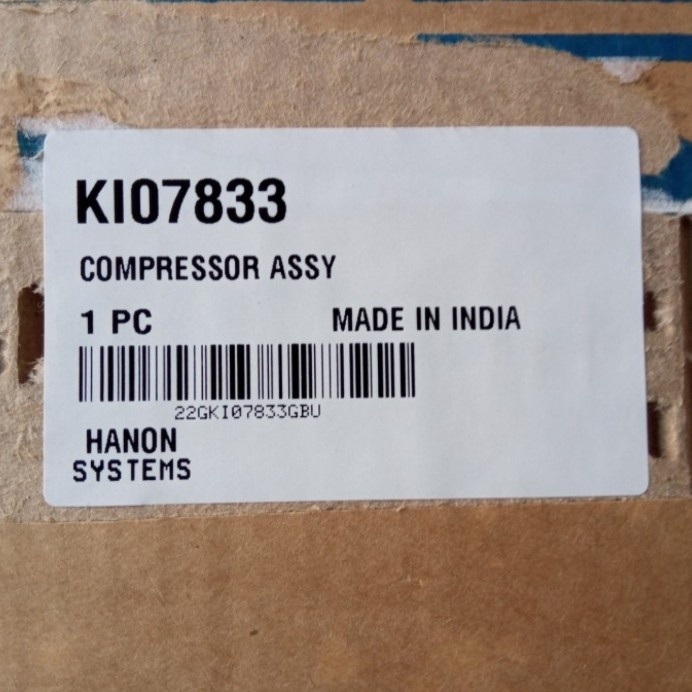 KI07833
COMPRESSOR ASSY
1 PC MADE IN INDIA
22GKI07833GBU
HANON
SYSTEMS